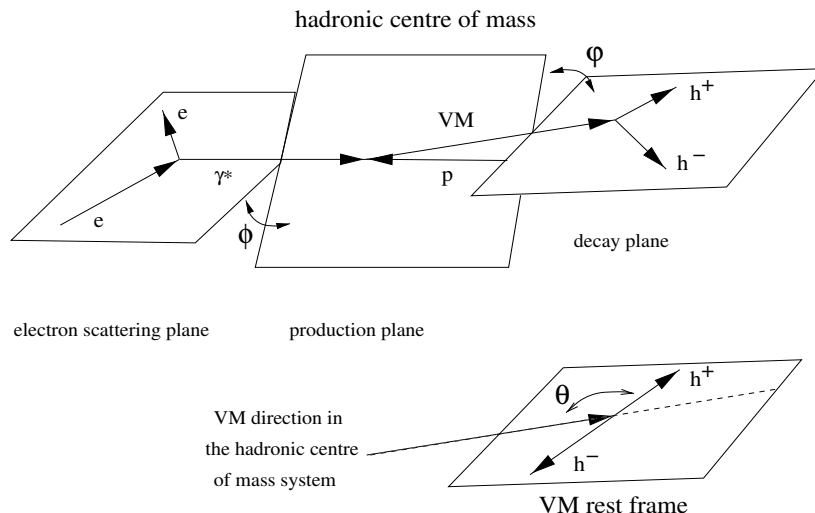 hadronic centre of mass
φ
h+
e
VM
h−
γ*
p
e
ϕ
decay plane
electron scattering plane
production plane
h+
θ
VM direction in
the hadronic centre
of mass system
h−
VM rest frame